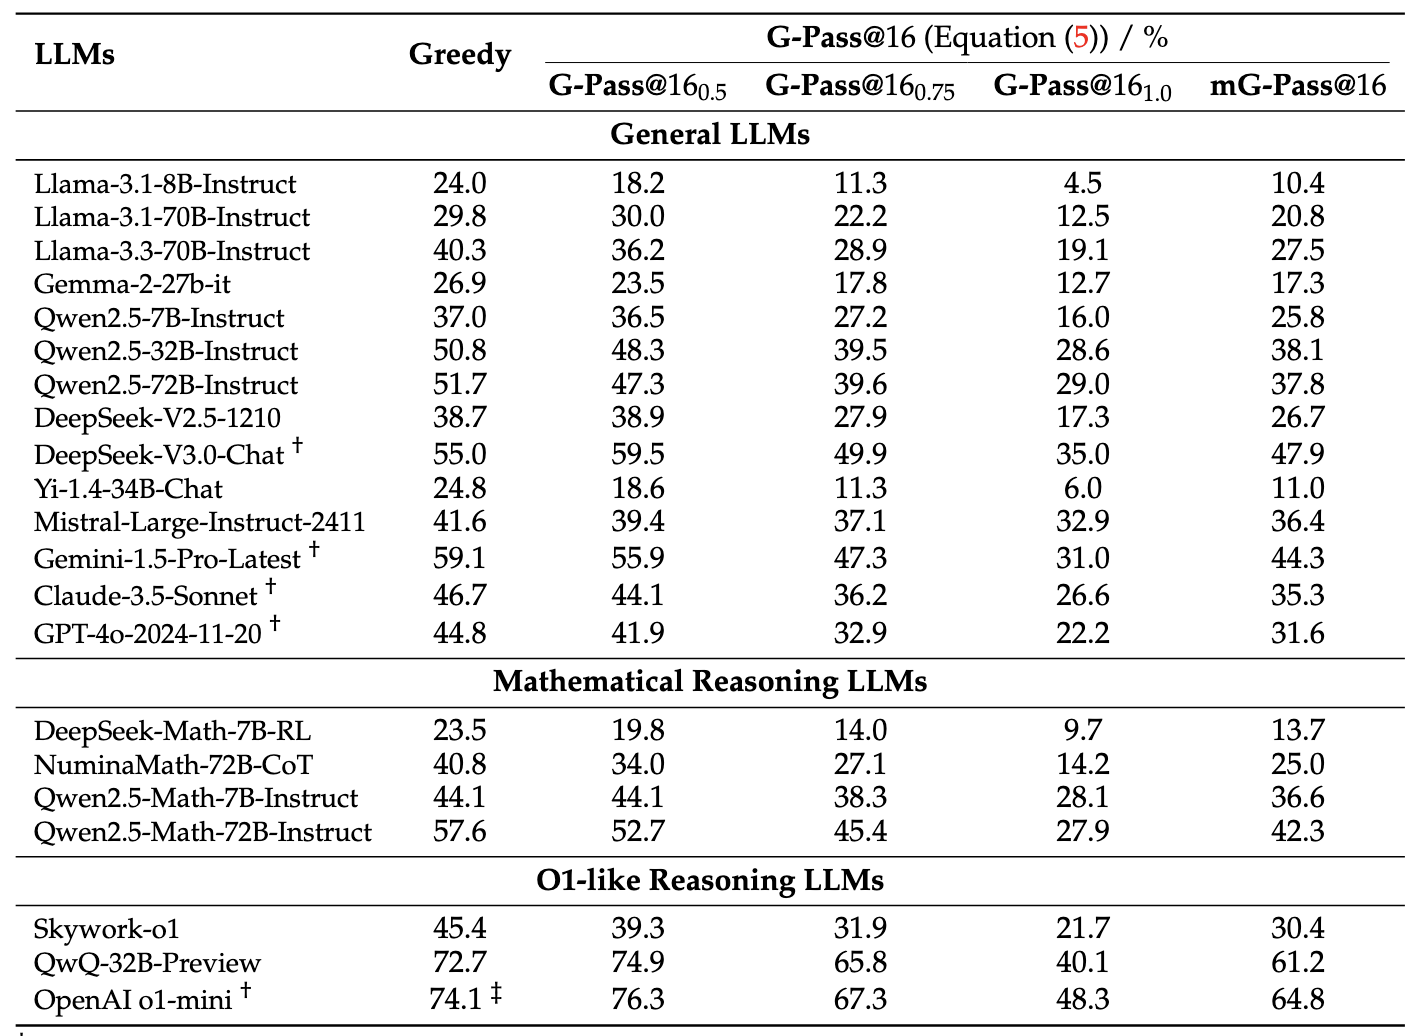 LLMs Greedy G-Pass@16 (Equation (5)) / %
G-Pass@16₀.₅ G-Pass@16₀.₇₅ G-Pass@16₁.₀ mG-Pass@16
General LLMs
Llama-3.1-8B-Instruct 24.0 18.2 11.3 4.5 10.4
Llama-3.1-70B-Instruct 29.8 30.0 22.2 12.5 20.8
Llama-3.3-70B-Instruct 40.3 36.2 28.9 19.1 27.5
Gemma-2-27b-it 26.9 23.5 17.8 12.7 17.3
Qwen2.5-7B-Instruct 37.0 36.5 27.2 16.0 25.8
Qwen2.5-32B-Instruct 50.8 48.3 39.5 28.6 38.1
Qwen2.5-72B-Instruct 51.7 47.3 39.6 29.0 37.8
DeepSeek-V2.5-1210 38.7 38.9 27.9 17.3 26.7
DeepSeek-V3.0-Chat † 55.0 59.5 49.9 35.0 47.9
Yi-1.4-34B-Chat 24.8 18.6 11.3 6.0 11.0
Mistral-Large-Instruct-2411 41.6 39.4 37.1 32.9 36.4
Gemini-1.5-Pro-Latest † 59.1 55.9 47.3 31.0 44.3
Claude-3.5-Sonnet † 46.7 44.1 36.2 26.6 35.3
GPT-4o-2024-11-20 † 44.8 41.9 32.9 22.2 31.6
Mathematical Reasoning LLMs
DeepSeek-Math-7B-RL 23.5 19.8 14.0 9.7 13.7
NuminaMath-72B-CoT 40.8 34.0 27.1 14.2 25.0
Qwen2.5-Math-7B-Instruct 44.1 44.1 38.3 28.1 36.6
Qwen2.5-Math-72B-Instruct 57.6 52.7 45.4 27.9 42.3
O1-like Reasoning LLMs
Skywork-o1 45.4 39.3 31.9 21.7 30.4
QwQ-32B-Preview 72.7 74.9 65.8 40.1 61.2
OpenAI o1-mini † 74.1 ‡ 76.3 67.3 48.3 64.8